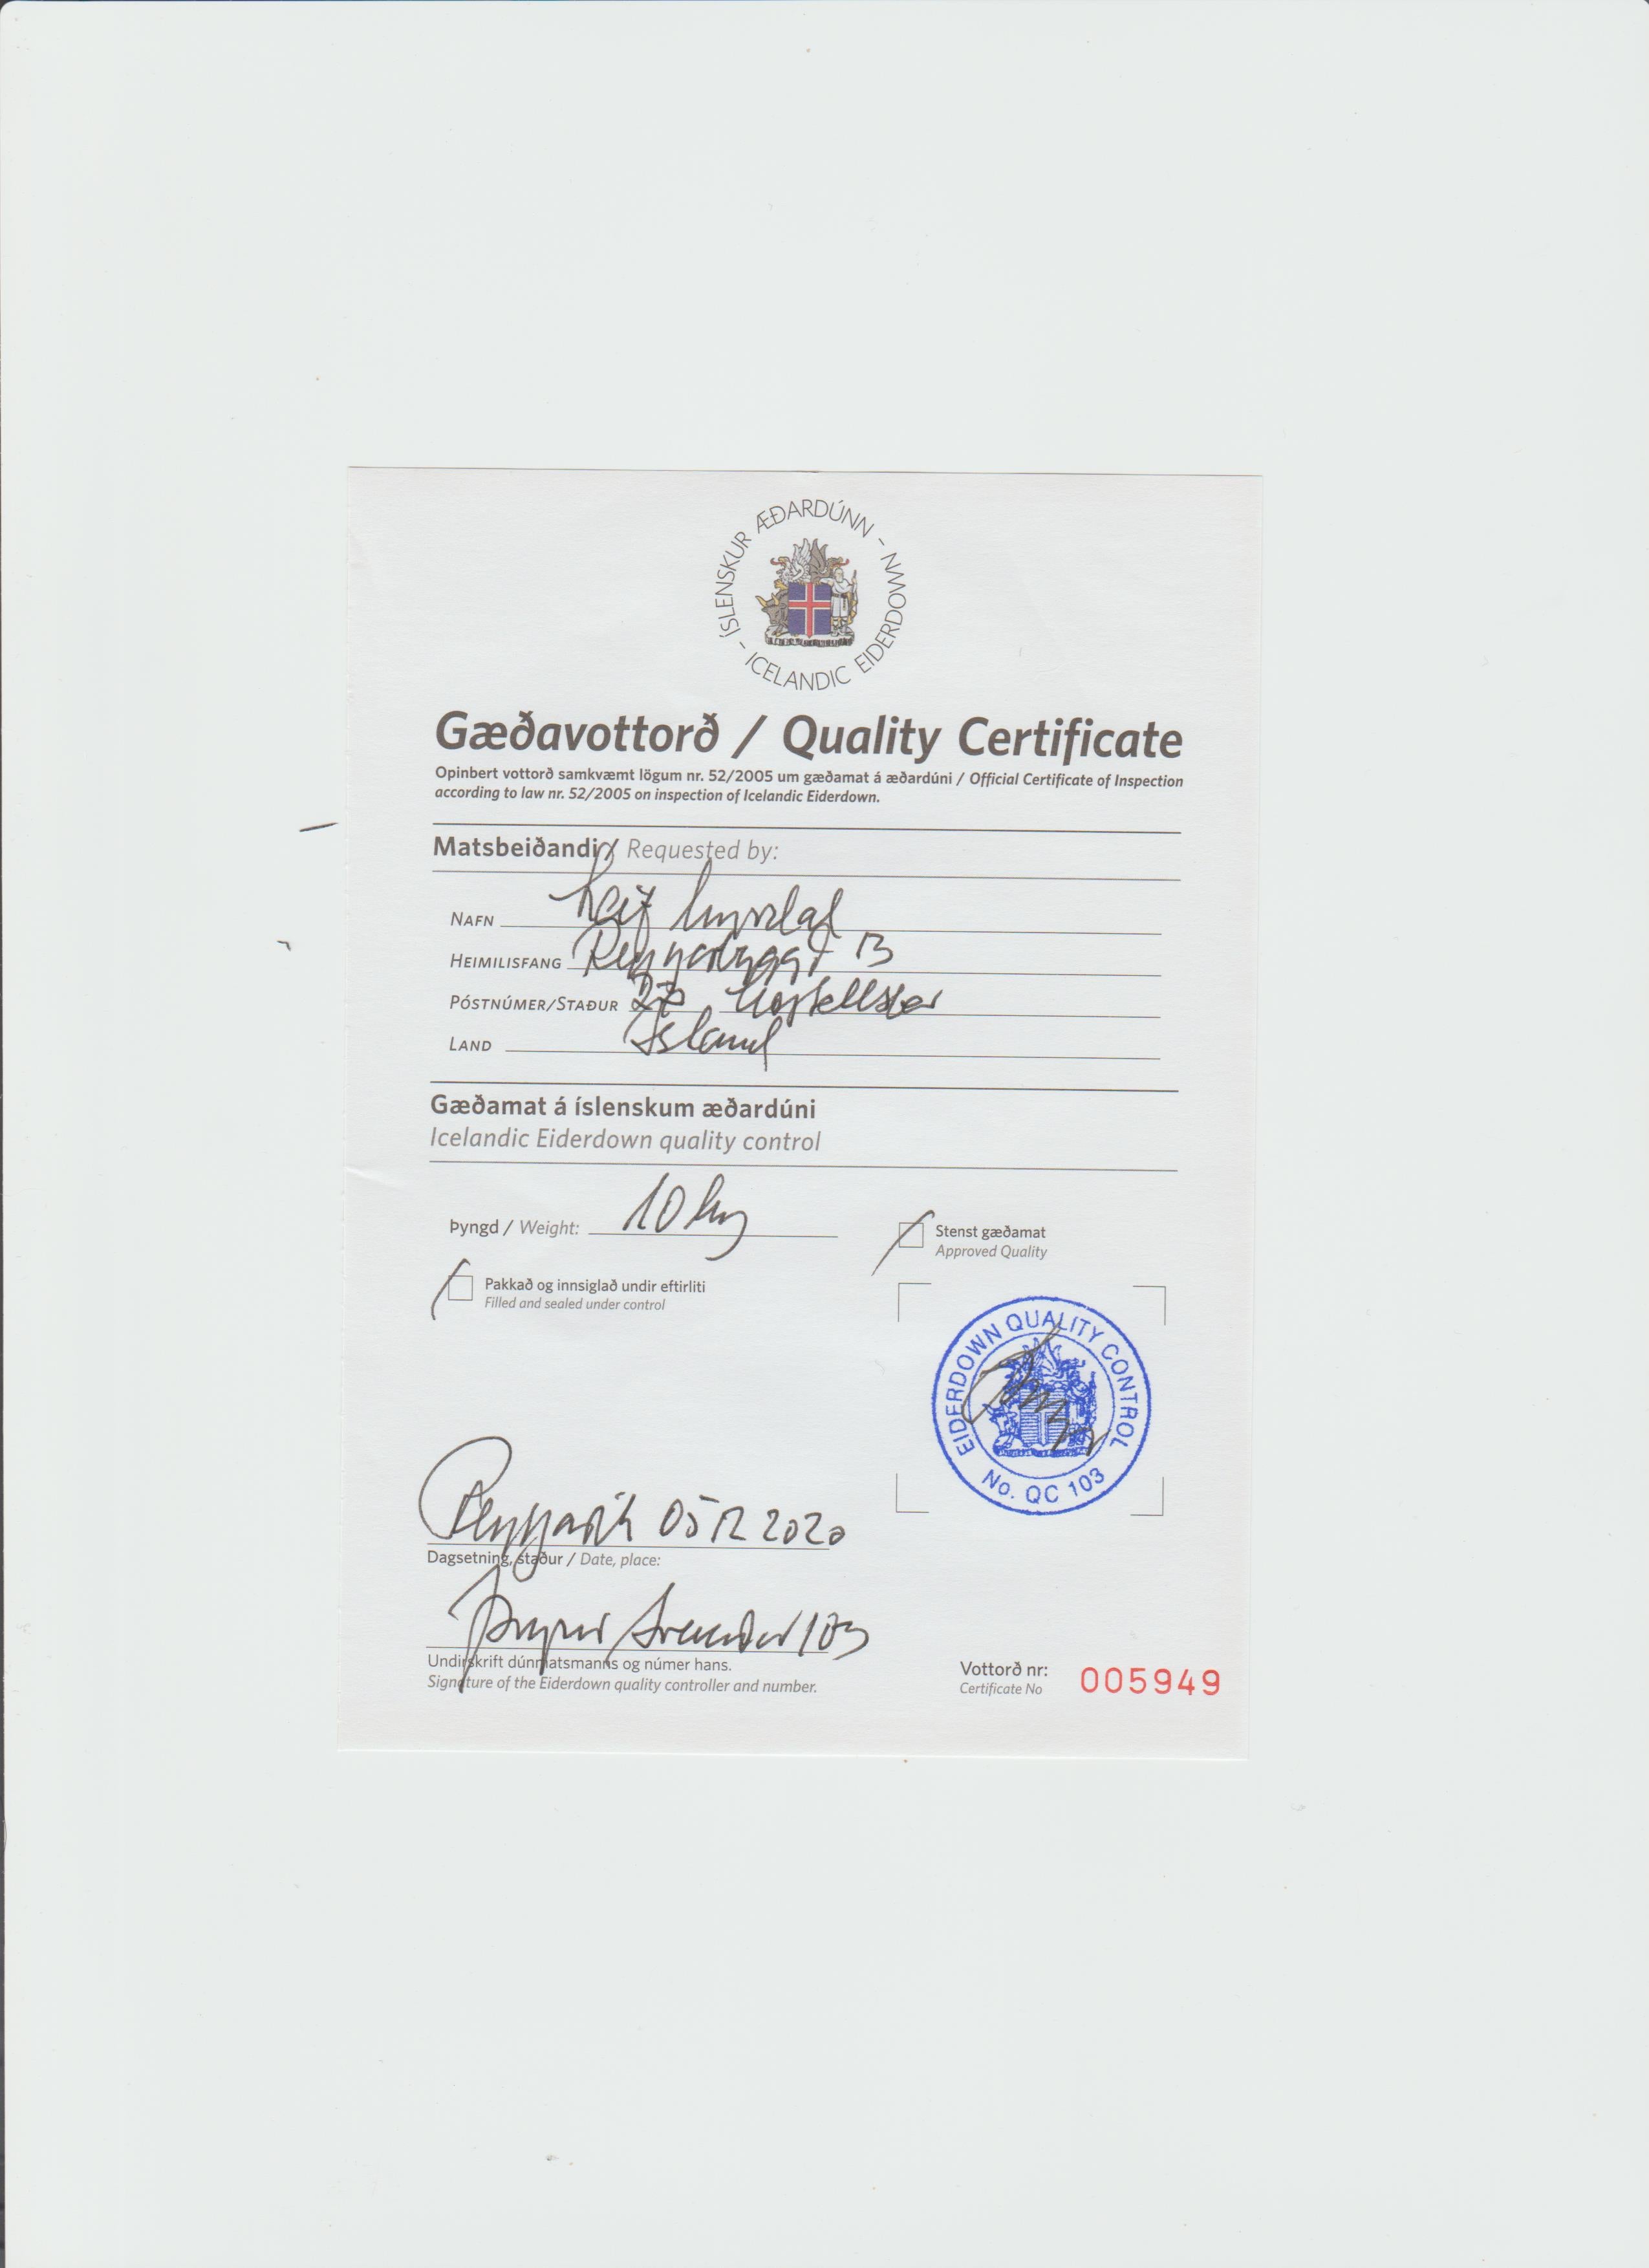 ÍSLENSKUR ÆÐARDÚNN - ICELANDIC EIDERDOWN -
Gæðavottorð / Quality Certificate
Opinbert vottorð samkvæmt lögum nr. 52/2005 um gæðamat á æðardúni / Official Certificate of Inspection
according to law nr. 52/2005 on inspection of Icelandic Eiderdown.
Matsbeiðandi / Requested by:
NAFN
HEIMILISFANG
PÓSTNÚMER/STAÐUR
LAND Island
Gæðamat á íslenskum æðardúni
Icelandic Eiderdown quality control
Þyngd / Weight: 10 kg
Stenst gæðamat
Approved Quality
Pakkað og innsiglað undir eftirliti
Filled and sealed under control
EIDERDOWN QUALITY CONTROL
No. QC 103
05 12 2020
Dagsetning, staður / Date, place:
103
Undirskrift dúnmatsmanns og númer hans.
Signature of the Eiderdown quality controller and number.
Vottorð nr: 005949
Certificate No